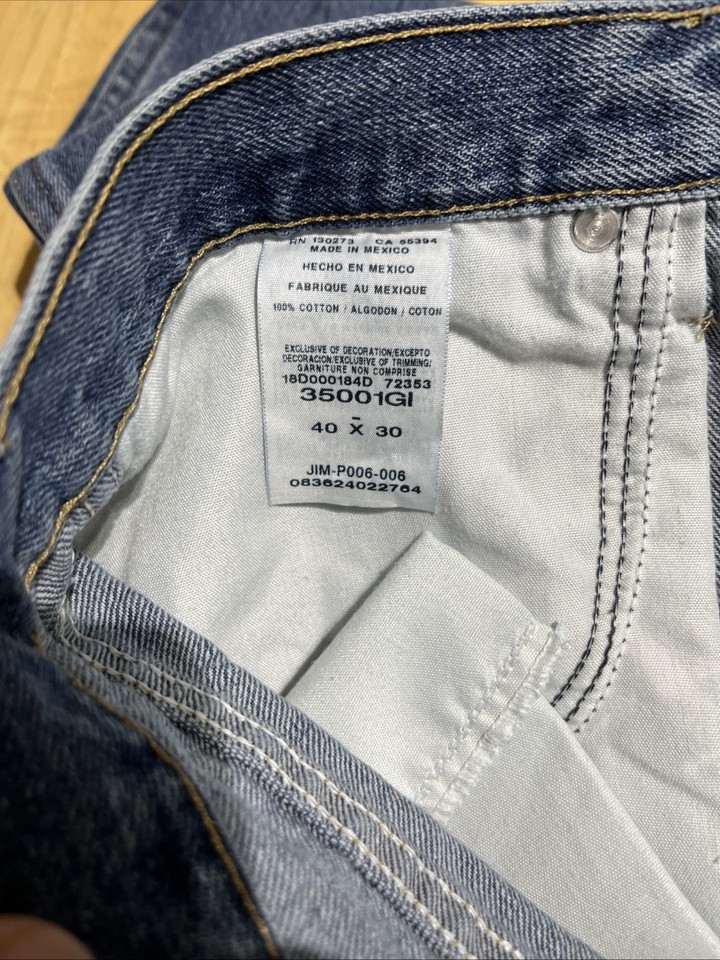 RN 130273 CA 55394
MADE IN MEXICO
HECHO EN MEXICO
FABRIQUE AU MEXIQUE
100% COTTON / ALGODON / COTON
EXCLUSIVE OF DECORATION/EXCEPTO
DECORACION/EXCLUSIVE OF TRIMMING/
GARNITURE NON COMPRISE
18D000184D 72353
35001GI
-
40 X 30
JIM-P006-006
083624022764